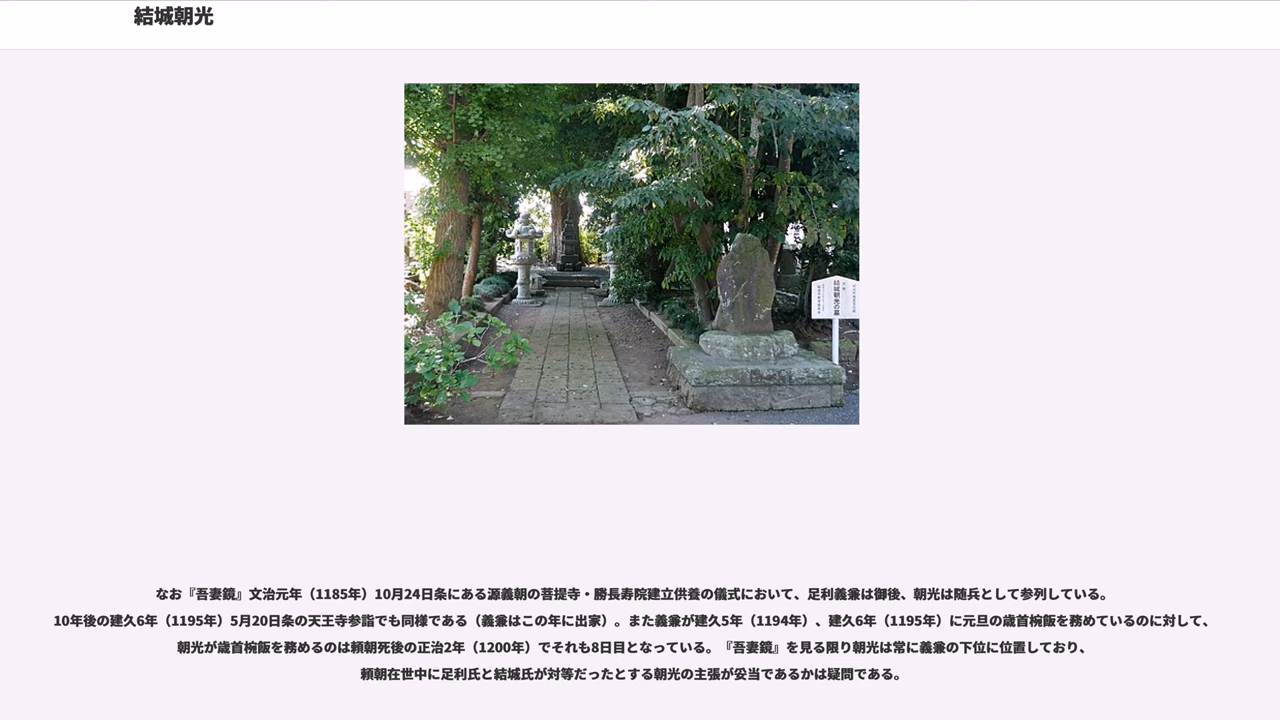 結城朝光
結城朝光の墓
なお『吾妻鏡』文治元年（1185年）10月24日条にある源義朝の菩提寺・勝長寿院建立供養の儀式において、足利義兼は御後、朝光は随兵として参列している。
10年後の建久6年（1195年）5月20日条の天王寺参詣でも同様である（義兼はこの年に出家）。また義兼が建久5年（1194年）、建久6年（1195年）に元旦の歳首椀飯を務めているのに対して、
朝光が歳首椀飯を務めるのは頼朝死後の正治2年（1200年）でそれも8日目となっている。『吾妻鏡』を見る限り朝光は常に義兼の下位に位置しており、
頼朝在世中に足利氏と結城氏が対等だったとする朝光の主張が妥当であるかは疑問である。